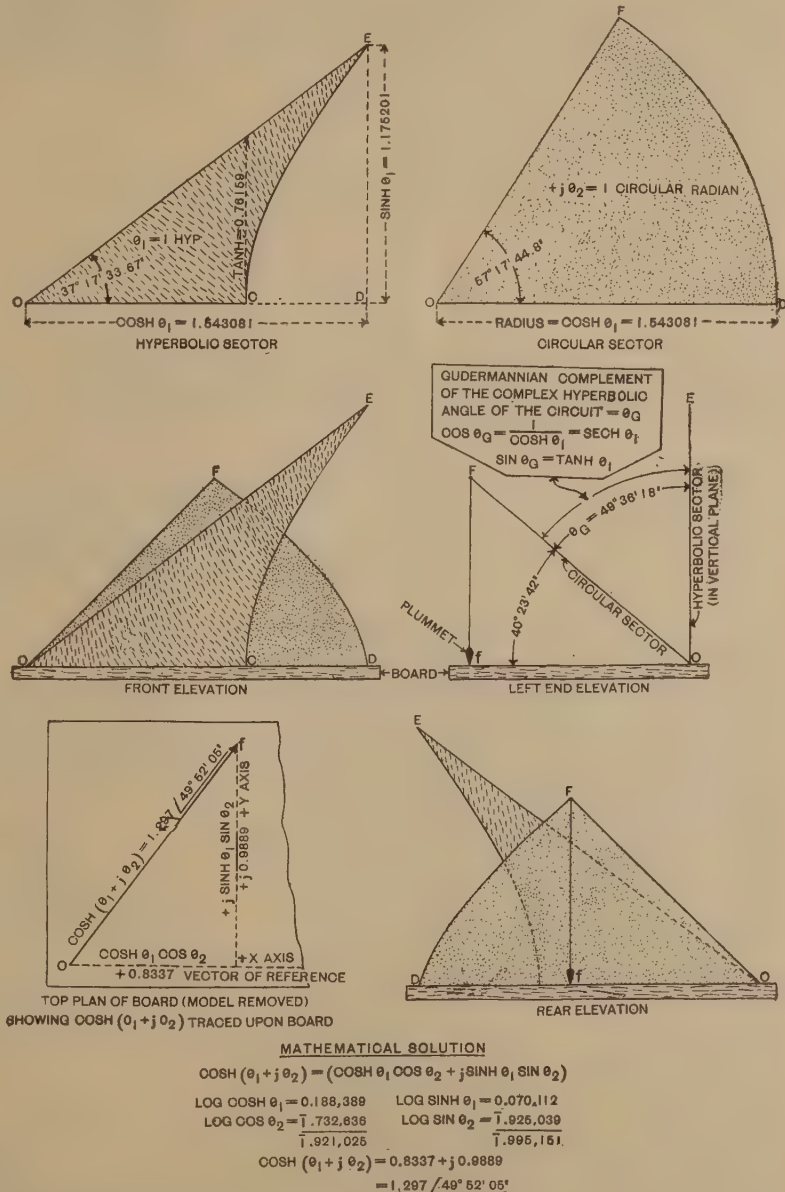 E
SINH θ₁ = 1.175201
TANH = 0.76159
θ₁ = 1 HYP
37° 17' 33.67"
O
C
D
COSH θ₁ = 1.543081
HYPERBOLIC SECTOR
F
+jθ₂ = 1 CIRCULAR RADIAN
57° 17' 44.8"
O
D
RADIUS = COSH θ₁ = 1.543081
CIRCULAR SECTOR
E
F
O
C
D
FRONT ELEVATION
BOARD
GUDERMANNIAN COMPLEMENT
OF THE COMPLEX HYPERBOLIC
ANGLE OF THE CIRCUIT = θG
COS θG = 1/COSH θ₁ = SECH θ₁
SIN θG = TANH θ₁
E
F
θG = 49° 36' 18"
HYPERBOLIC SECTOR
(IN VERTICAL PLANE)
40° 23' 42"
CIRCULAR SECTOR
PLUMMET
f
O
LEFT END ELEVATION
f
COSH (θ₁ + jθ₂) = 1.297 /49° 52' 05"
+ j SINH θ₁ SIN θ₂
+j0.9889 +Y AXIS
COSH θ₁ COS θ₂
+X AXIS
O
+0.8337 VECTOR OF REFERENCE
TOP PLAN OF BOARD (MODEL REMOVED)
SHOWING COSH (θ₁ + jθ₂) TRACED UPON BOARD
E
F
D
f
O
REAR ELEVATION
MATHEMATICAL SOLUTION
COSH (θ₁ + jθ₂) = (COSH θ₁ COS θ₂ + jSINH θ₁ SIN θ₂)
LOG COSH θ₁ = 0.188,389 LOG SINH θ₁ = 0.070,112
LOG COS θ₂ = 1̅.732,636 LOG SIN θ₂ = 1̅.925,039
1̅.921,025 1̅.995,151
COSH (θ₁ + jθ₂) = 0.8337 + j0.9889
= 1.297 /49° 52' 05"